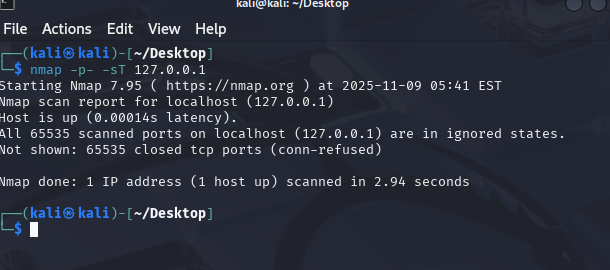 kali@kali: ~/Desktop
File Actions Edit View Help
┌──(kali㉿kali)-[~/Desktop]
└─$ nmap -p- -sT 127.0.0.1
Starting Nmap 7.95 ( https://nmap.org ) at 2025-11-09 05:41 EST
Nmap scan report for localhost (127.0.0.1)
Host is up (0.00014s latency).
All 65535 scanned ports on localhost (127.0.0.1) are in ignored states.
Not shown: 65535 closed tcp ports (conn-refused)
Nmap done: 1 IP address (1 host up) scanned in 2.94 seconds
┌──(kali㉿kali)-[~/Desktop]
└─$